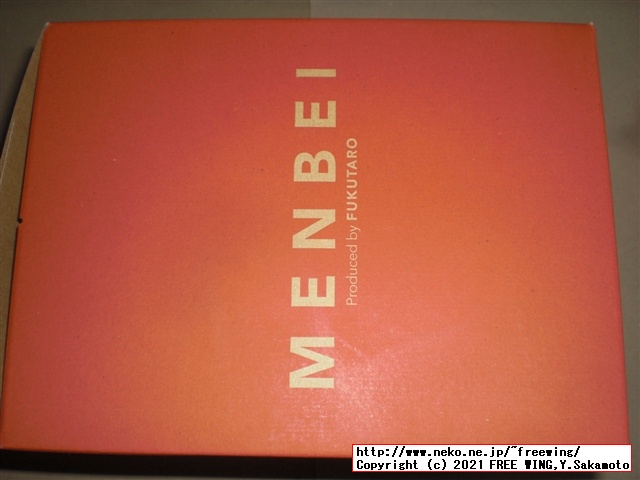 MENBEI
Produced by FUKUTARO
http://www.neko.ne.jp/~freewing/
Copyright (c) 2021 FREE WING,Y.Sakamoto